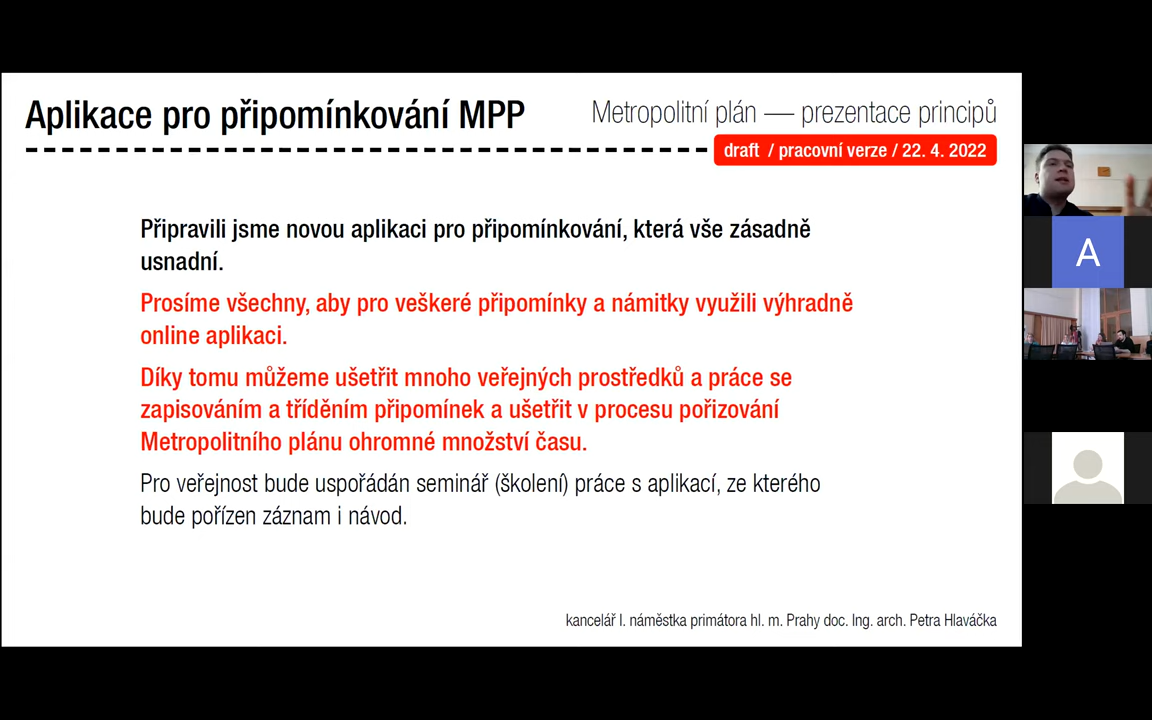 Aplikace pro připomínkování MPP
Metropolitní plán — prezentace principů
draft / pracovní verze / 22. 4. 2022
Připravili jsme novou aplikaci pro připomínkování, která vše zásadně
usnadní.
Prosíme všechny, aby pro veškeré připomínky a námitky využili výhradně
online aplikaci.
Díky tomu můžeme ušetřit mnoho veřejných prostředků a práce se
zapisováním a tříděním připomínek a ušetřit v procesu pořizování
Metropolitního plánu ohromné množství času.
Pro veřejnost bude uspořádán seminář (školení) práce s aplikací, ze kterého
bude pořízen záznam i návod.
kancelář I. náměstka primátora hl. m. Prahy doc. Ing. arch. Petra Hlaváčka
A